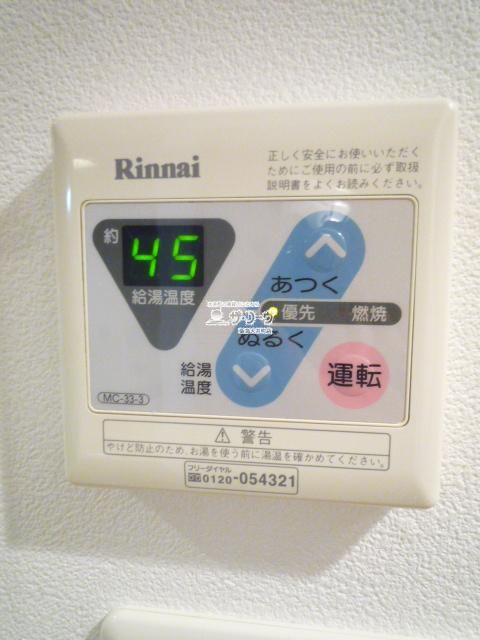 Rinnai
正しく安全にお使いいただく
ためにご使用の前に必ず取扱
説明書をよくお読みください。
約
45
給湯温度
あつく
優先 燃焼
ぬるく
給湯
温度
運転
MC-33-3
警告
やけど防止のため、お湯を使う前に湯温を確かめてください。
フリーダイヤル
0120-054321